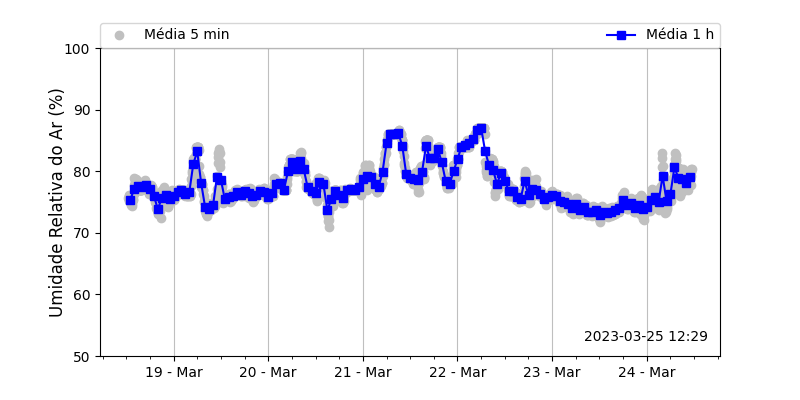 Média 5 min
Média 1 h
Umidade Relativa do Ar (%)
100
90
80
70
60
50
2023-03-25 12:29
19 - Mar
20 - Mar
21 - Mar
22 - Mar
23 - Mar
24 - Mar